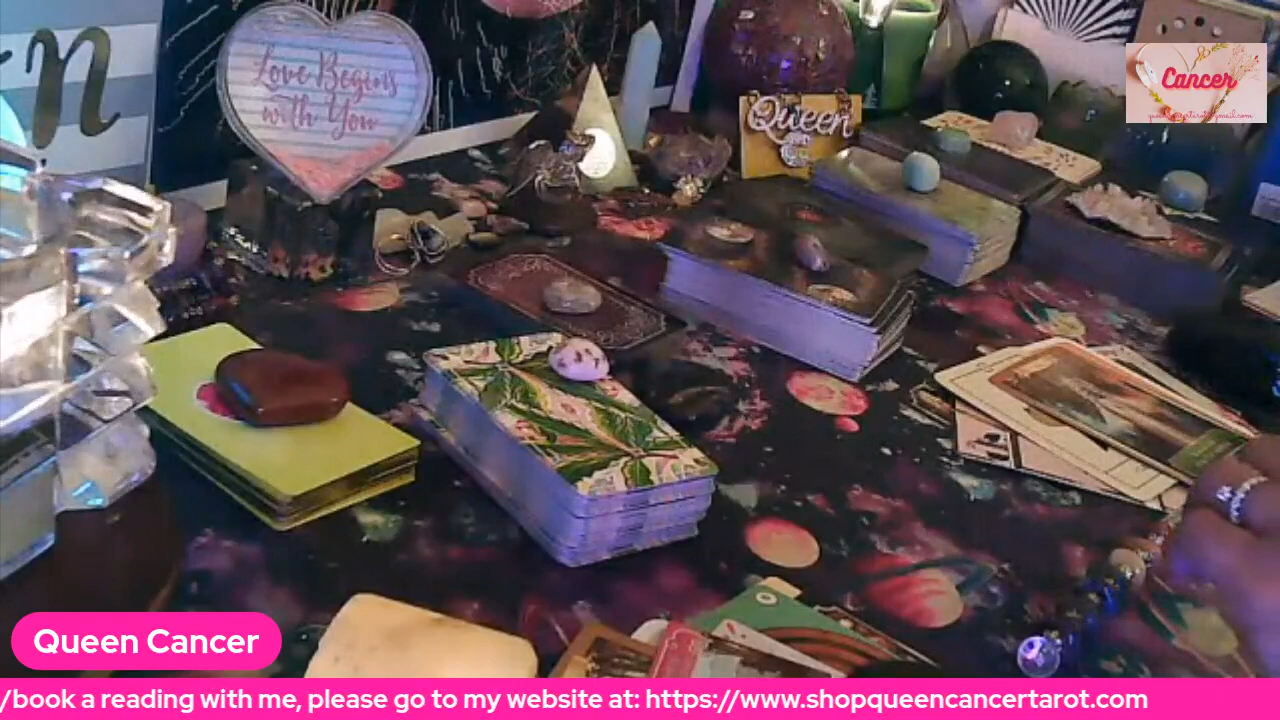 n
Love Begins
with You
Queen
Cancer
Queen Cancer
/book a reading with me, please go to my website at: https://www.shopqueencancertarot.com